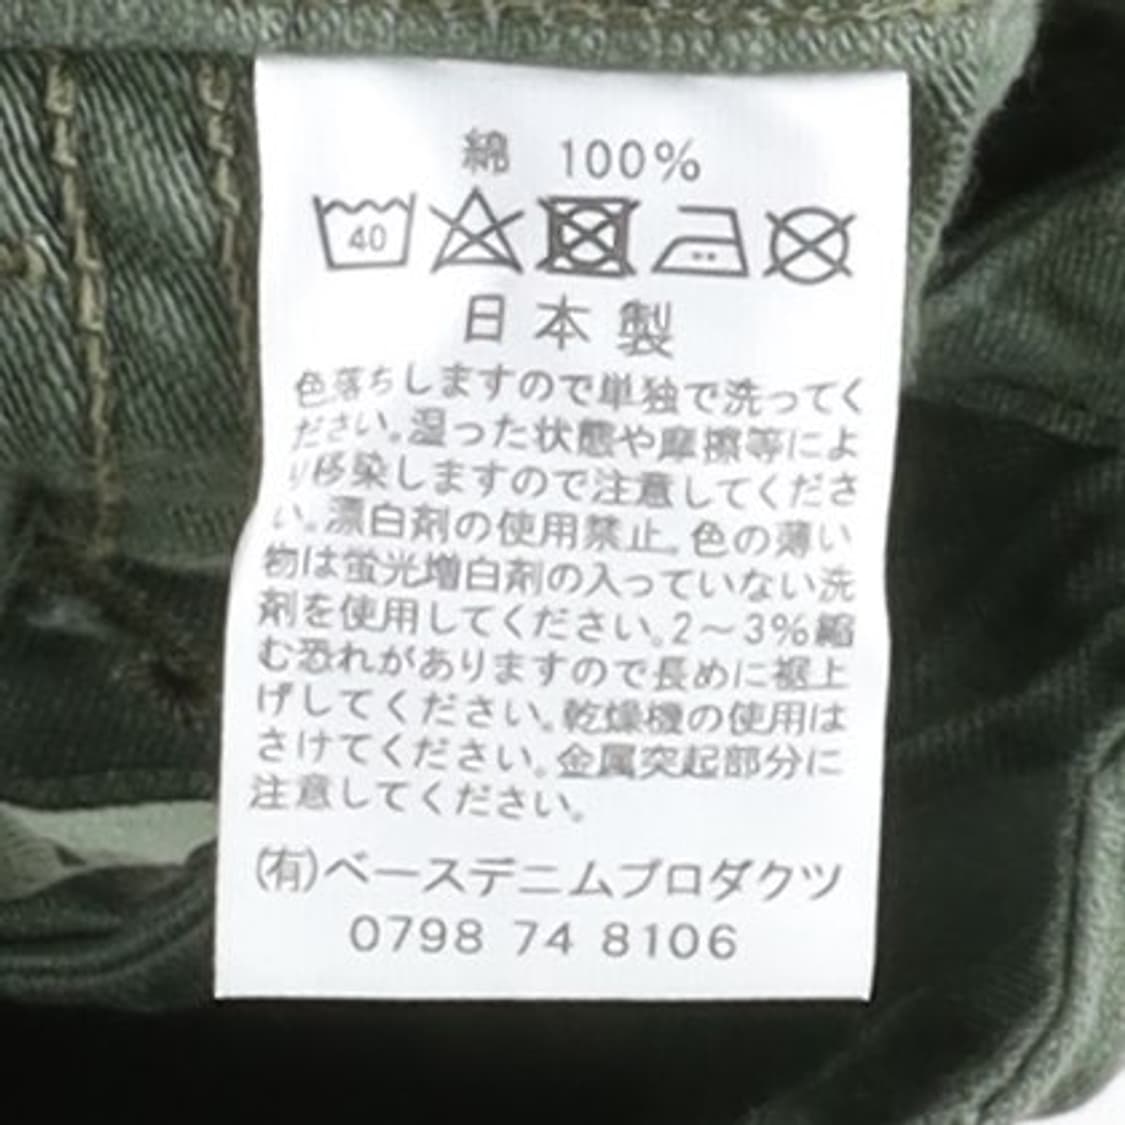 綿 100%
40
日本製
色落ちしますので単独で洗ってく
ださい。湿った状態や摩擦等によ
り移染しますので注意してくださ
い。漂白剤の使用禁止。色の薄い
物は蛍光増白剤の入っていない洗
剤を使用してください。2～3%縮
む恐れがありますので長めに裾上
げしてください。乾燥機の使用は
さけてください。金属突起部分に
注意してください。
(有)ベースデニムプロダクツ
0798 74 8106